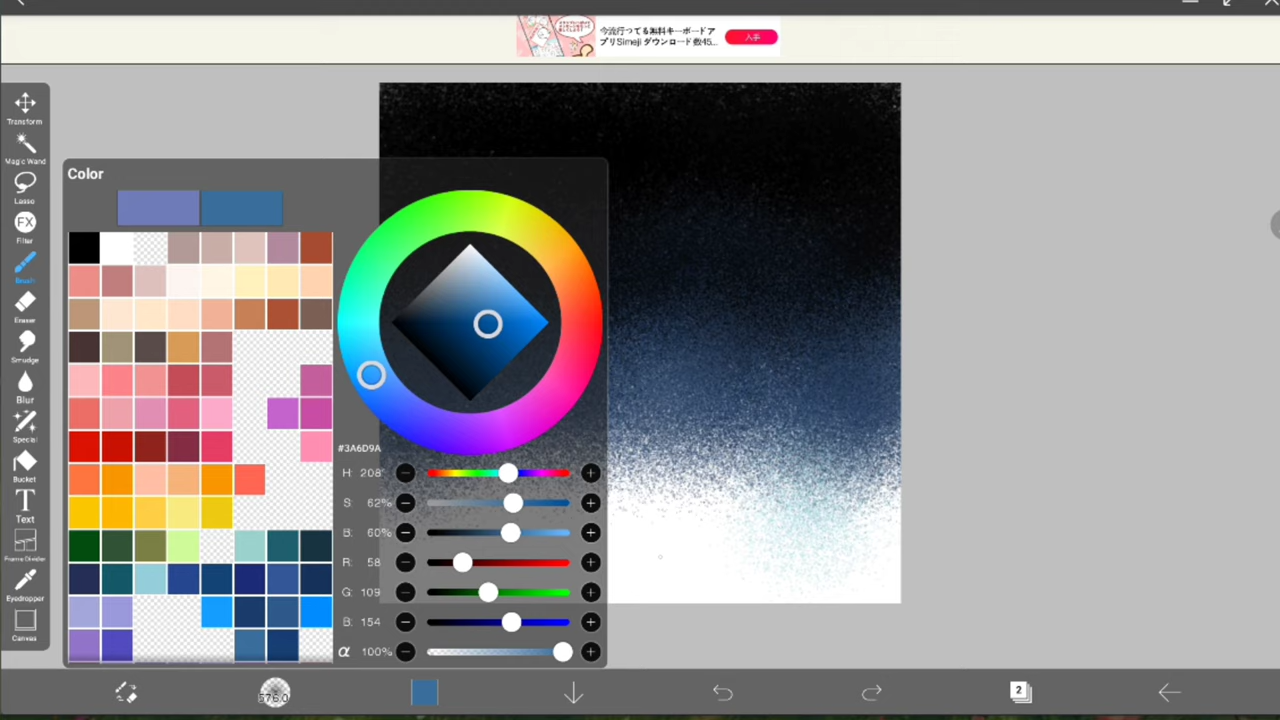 今流行ってる無料キーボードア
プリSimeji ダウンロード数45...
入手
Transform
Magic Wand
Lasso
FX
Filter
Brush
Eraser
Smudge
Blur
Special
Bucket
T
Text
Frame Divider
Eyedropper
Canvas
Color
#3A6D9A
H: 208°
S: 62%
B: 60%
R: 58
G: 109
B: 154
α 100%
576.0
2